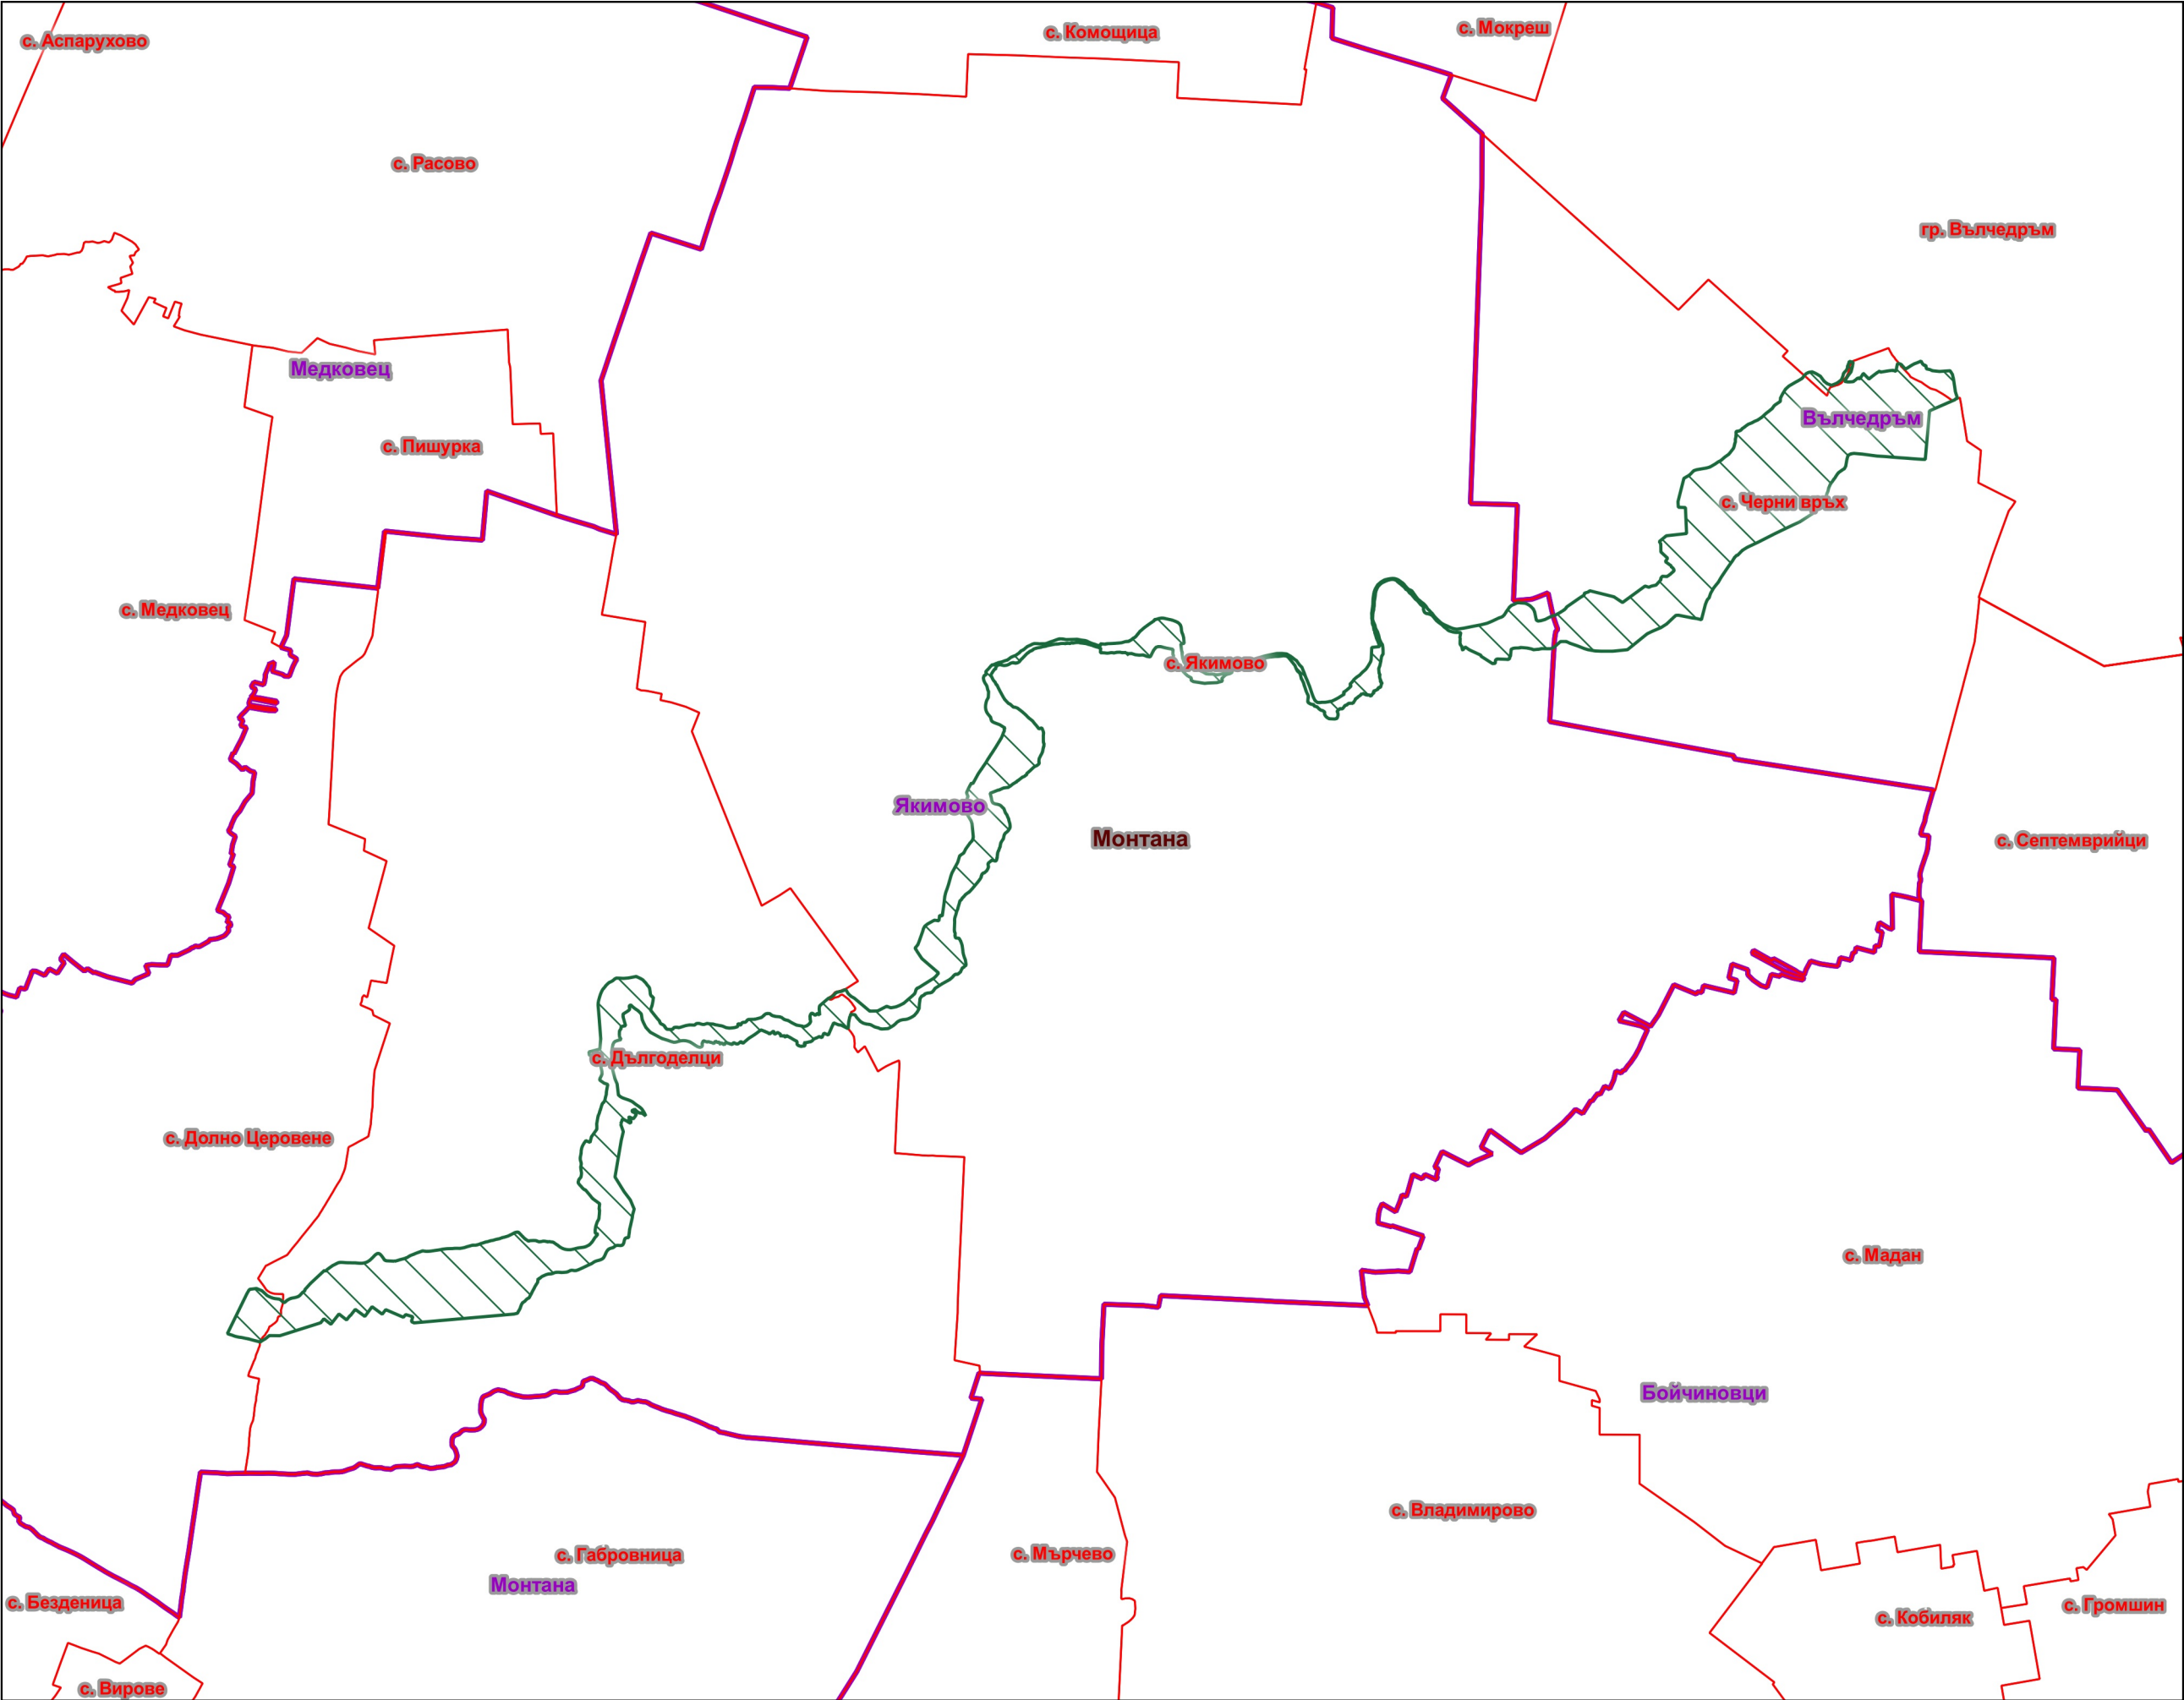 с. Мокреш
с. Комощица
с. Аспарухово
с. Расово
гр. Вълчедръм
Медковец
Вълчедръм
с. Пишурка
с. Черни връх
с. Медковец
с. Якимово
Якимово
Монтана
с. Септемврийци
с. Дългоделци
с. Долно Церовене
с. Мадан
Бойчиновци
с. Владимирово
с. Габровница
с. Мърчево
Монтана
с. Безденица
с. Громшин
с. Кобиляк
с. Вирове